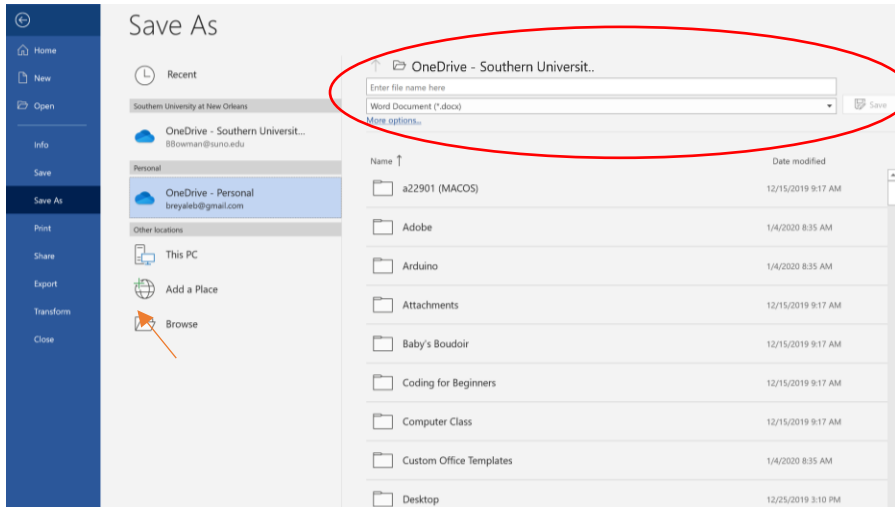 Save As
Home
New
Open
Info
Save
Save As
Print
Share
Export
Transform
Close
Recent
Southern University at New Orleans
OneDrive - Southern Universit...
BBowman@suno.edu
Personal
OneDrive - Personal
breyaleb@gmail.com
Other locations
This PC
Add a Place
Browse
OneDrive - Southern Universit..
Enter file name here
Word Document (*.docx)
Save
More options...
Name ↑ Date modified
a22901 (MACOS) 12/15/2019 9:17 AM
Adobe 1/4/2020 8:35 AM
Arduino 1/4/2020 8:35 AM
Attachments 12/15/2019 9:17 AM
Baby's Boudoir 12/15/2019 9:17 AM
Coding for Beginners 12/15/2019 9:17 AM
Computer Class 12/15/2019 9:17 AM
Custom Office Templates 1/4/2020 8:35 AM
Desktop 12/25/2019 3:10 PM